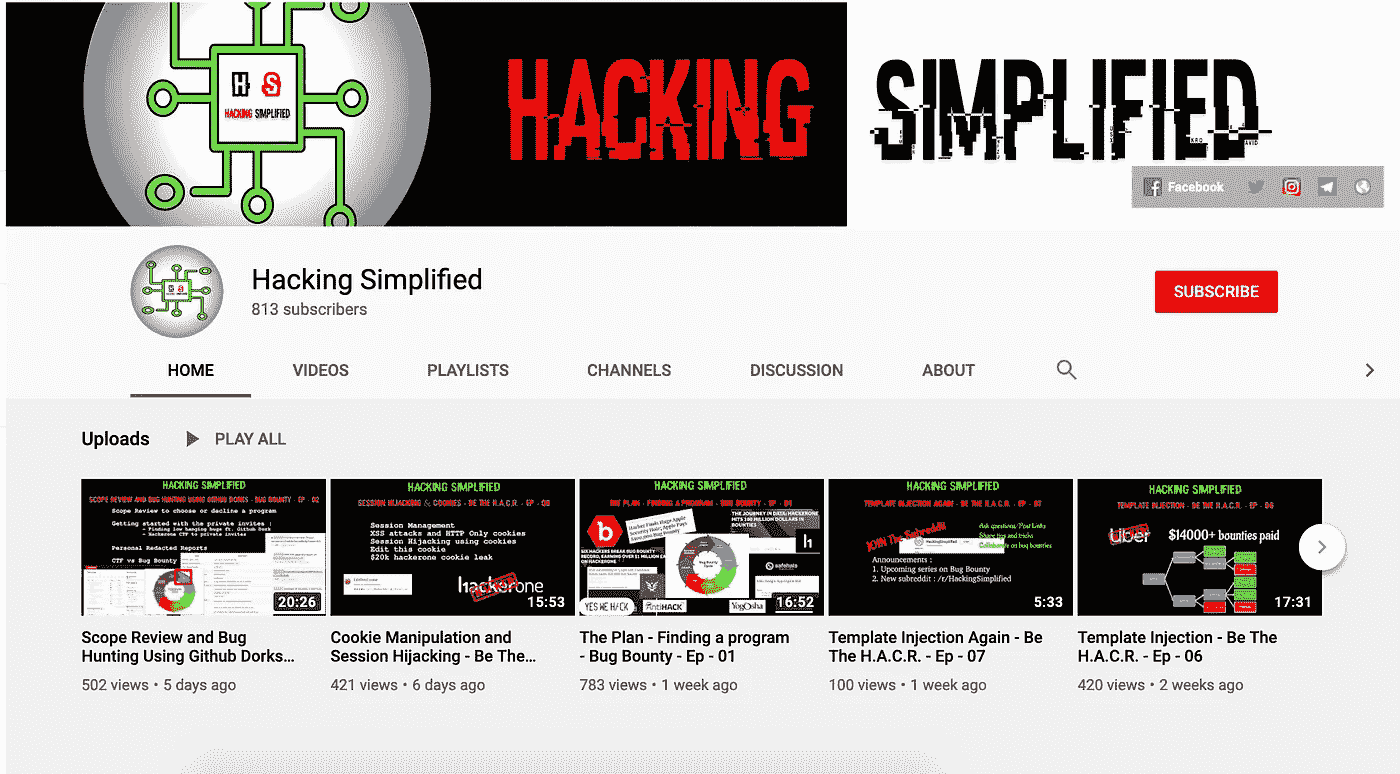 H S
HACKING SIMPLIFIED
HACKING SIMPLIFIED
Facebook
H S
Hacking Simplified
813 subscribers
SUBSCRIBE
HOME VIDEOS PLAYLISTS CHANNELS DISCUSSION ABOUT
Uploads PLAY ALL
HACKING SIMPLIFIED
SCOPE REVIEW AND BUG HUNTING USING GITHUB DORKS - BUG BOUNTY - EP - 02
Scope Review to choose or decline a program
Getting started with the private invites :
- Finding low hanging bugs ft. Github Dork
- Hackerone CTF to private invites
Personal Redacted Reports
CTF vs Bug Bounty
20:26
HACKING SIMPLIFIED
SESSION HIJACKING & COOKIES - BE THE H.A.C.R. - EP - 08
Session Management
XSS attacks and HTTP Only cookies
Session Hijacking using cookies
Edit this cookie
$20k hackerone cookie leak
hackerone
15:53
HACKING SIMPLIFIED
THE PLAN - FINDING A PROGRAM - BUG BOUNTY - EP - 01
THE JOURNEY IN DATA: HACKERONE
HITS 100 MILLION DOLLARS IN
BOUNTIES
SIX HACKERS BREAK BUG BOUNTY
RECORD, EARNING OVER $1 MILLION EACH
ON HACKERONE
Bug Bounty
safehats
YES WE HACK
AntiHACK
YogOsha
16:52
HACKING SIMPLIFIED
TEMPLATE INJECTION AGAIN - BE THE H.A.C.R. - EP - 07
JOIN The Subreddit
HackingSimplified
Ask questions/Post Links
Share tips and tricks
Collaborate on bug bounties
Announcements :
1. Upcoming series on Bug Bounty
2. New subreddit : /r/HackingSimplified
5:33
HACKING SIMPLIFIED
TEMPLATE INJECTION - BE THE H.A.C.R. - EP - 06
Uber
$14000+ bounties paid
17:31
Scope Review and Bug
Hunting Using Github Dorks...
502 views • 5 days ago
Cookie Manipulation and
Session Hijacking - Be The...
421 views • 6 days ago
The Plan - Finding a program
- Bug Bounty - Ep - 01
783 views • 1 week ago
Template Injection Again - Be
The H.A.C.R. - Ep - 07
100 views • 1 week ago
Template Injection - Be The
H.A.C.R. - Ep - 06
420 views • 2 weeks ago